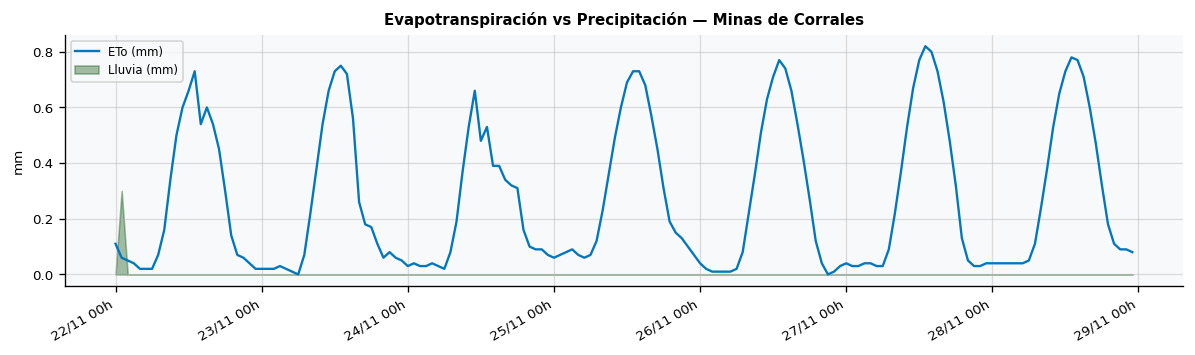 Evapotranspiración vs Precipitación — Minas de Corrales
ETo (mm)
Lluvia (mm)
mm
0.8
0.6
0.4
0.2
0.0
22/11 00h
23/11 00h
24/11 00h
25/11 00h
26/11 00h
27/11 00h
28/11 00h
29/11 00h